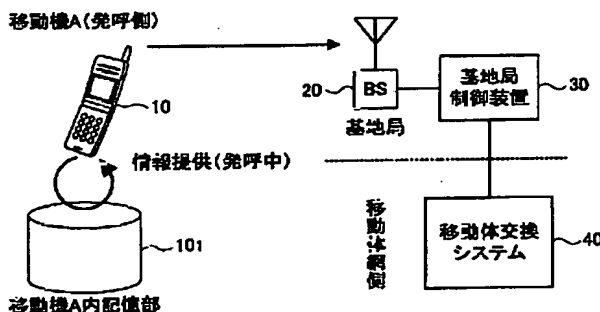 移動機A(発呼側)
10
情報提供(発呼中)
101
移動機A内記憶部
20
BS
基地局
基地局
制御装置
30
移動体網側
移動体交換
システム
40